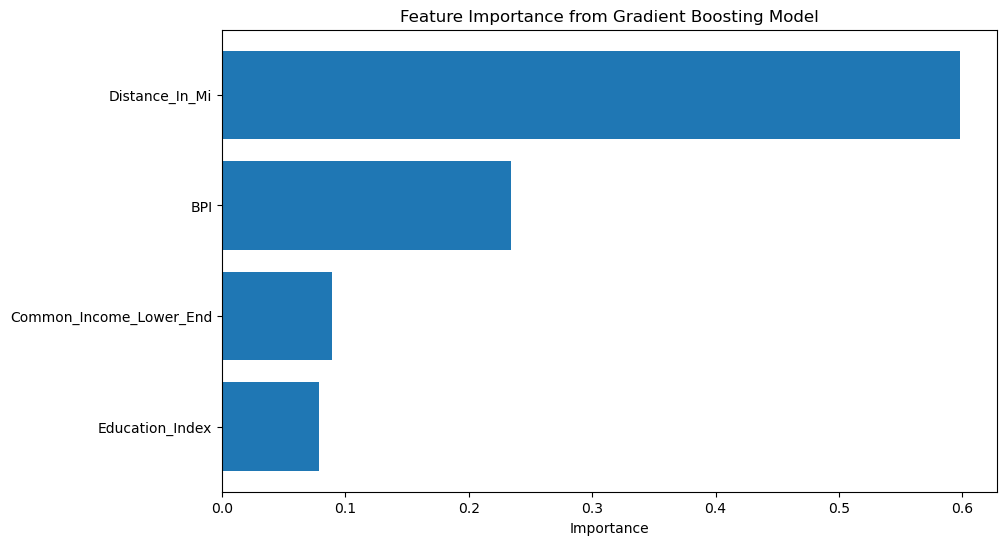 Feature Importance from Gradient Boosting Model
Distance_In_Mi
BPI
Common_Income_Lower_End
Education_Index
0.0 0.1 0.2 0.3 0.4 0.5 0.6
Importance